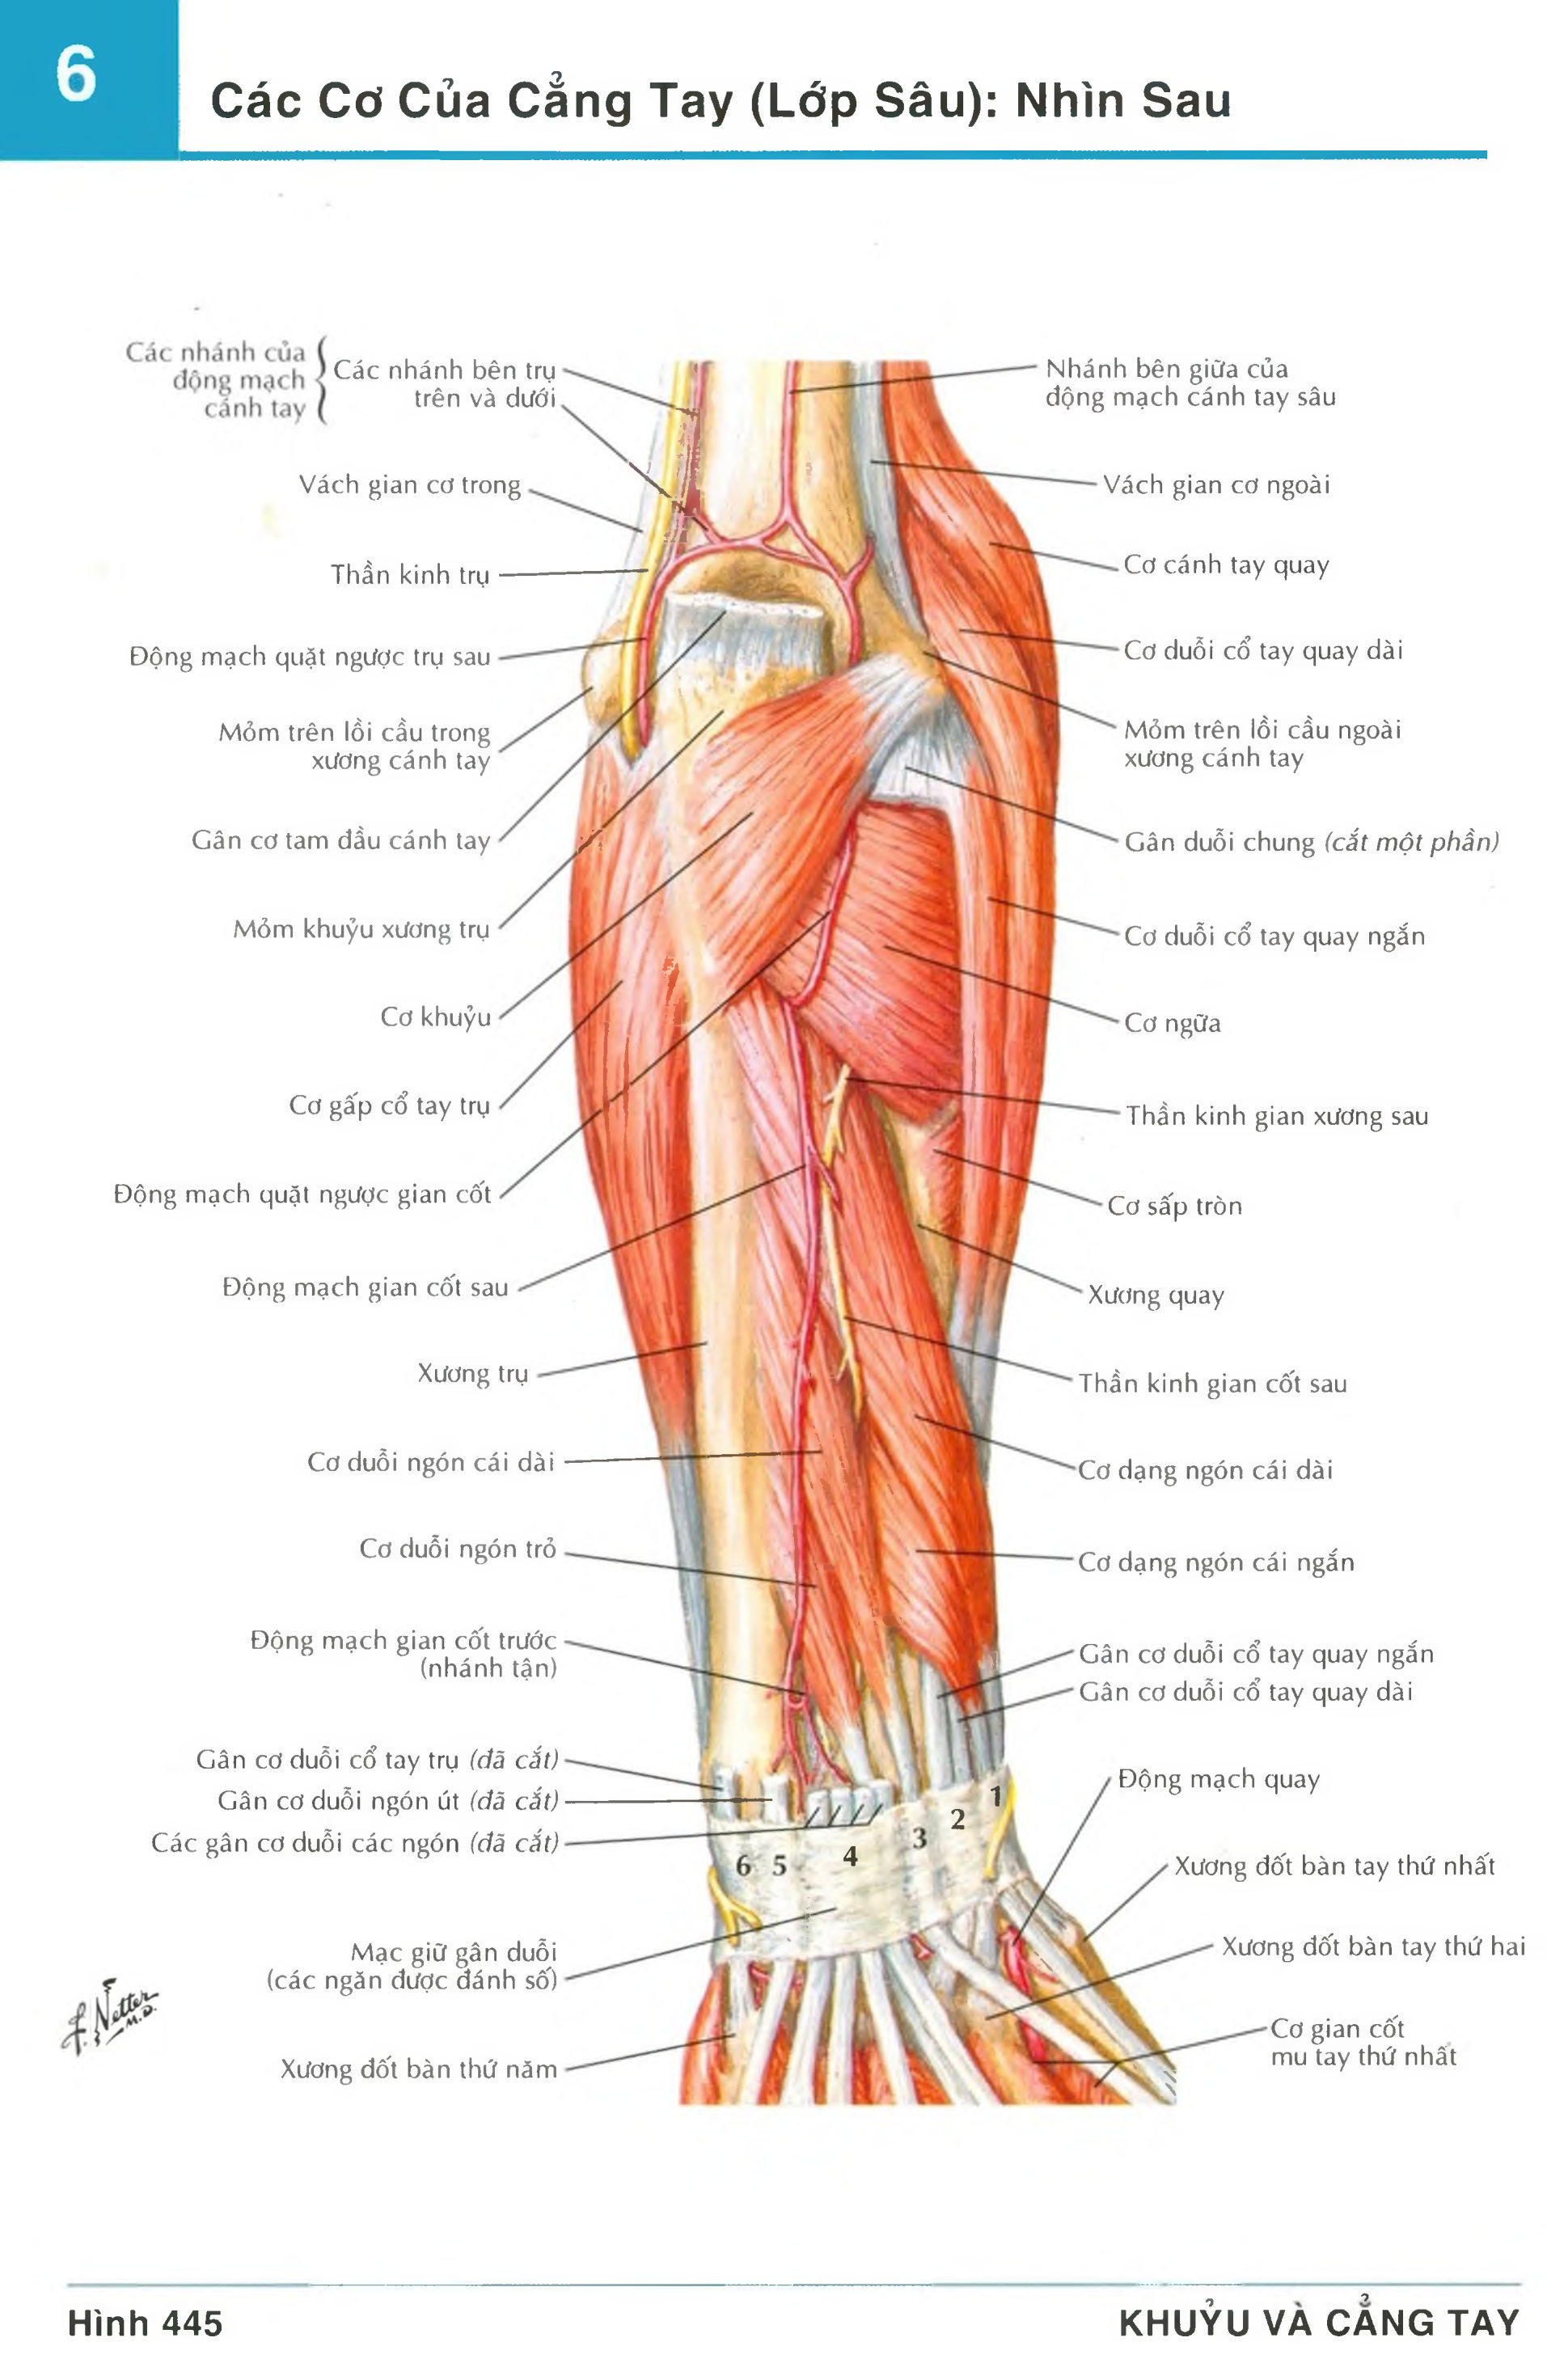 6
Các Cơ Của Cẳng Tay (Lớp Sâu): Nhìn Sau
Các nhánh của
động mạch
cánh tay
Các nhánh bên trụ
trên và dưới
Vách gian cơ trong
Thần kinh trụ
Động mạch quặt ngược trụ sau
Mỏm trên lồi cầu trong
xương cánh tay
Gân cơ tam đầu cánh tay
Mỏm khuỷu xương trụ
Cơ khuỷu
Cơ gấp cổ tay trụ
Động mạch quặt ngược gian cốt
Động mạch gian cốt sau
Xương trụ
Cơ duỗi ngón cái dài
Cơ duỗi ngón trỏ
Động mạch gian cốt trước
(nhánh tận)
Gân cơ duỗi cổ tay trụ (đã cắt)
Gân cơ duỗi ngón út (đã cắt)
Các gân cơ duỗi các ngón (đã cắt)
Mạc giữ gân duỗi
(các ngăn được đánh số)
Xương đốt bàn thứ năm
Nhánh bên giữa của
động mạch cánh tay sâu
Vách gian cơ ngoài
Cơ cánh tay quay
Cơ duỗi cổ tay quay dài
Mỏm trên lồi cầu ngoài
xương cánh tay
Gân duỗi chung (cắt một phần)
Cơ duỗi cổ tay quay ngắn
Cơ ngữa
Thần kinh gian xương sau
Cơ sấp tròn
Xương quay
Thần kinh gian cốt sau
Cơ dạng ngón cái dài
Cơ dạng ngón cái ngắn
Gân cơ duỗi cổ tay quay ngắn
Gân cơ duỗi cổ tay quay dài
Động mạch quay
Xương đốt bàn tay thứ nhất
Xương đốt bàn tay thứ hai
Cơ gian cốt
mu tay thứ nhất
6 5 4 3 2 1
F. Netter
M.D.
Hình 445
KHUỶU VÀ CẲNG TAY